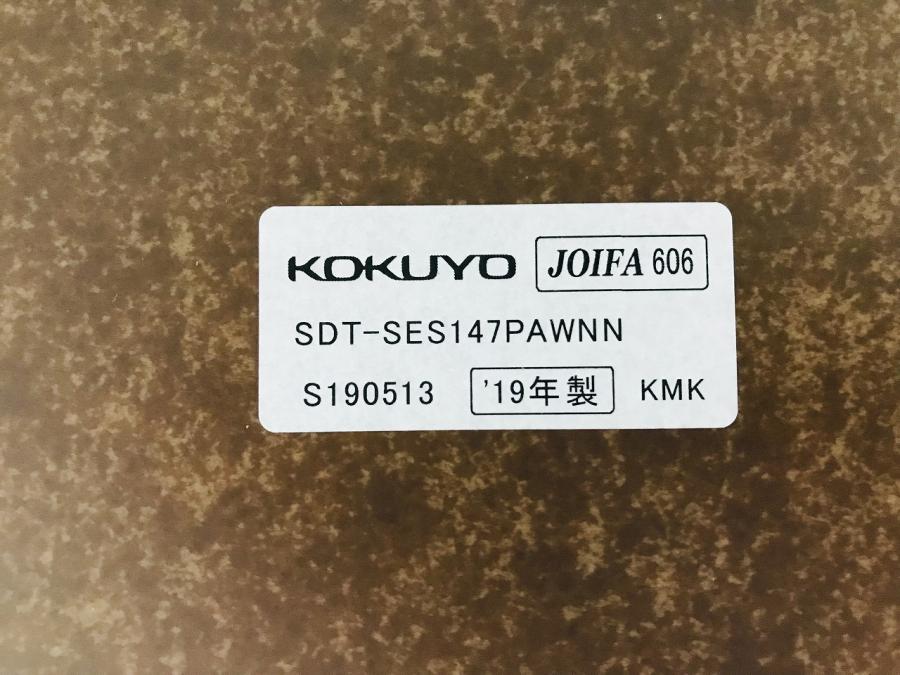 KOKUYO JOIFA 606
SDT-SES147PAWNN
S190513 '19年製 KMK